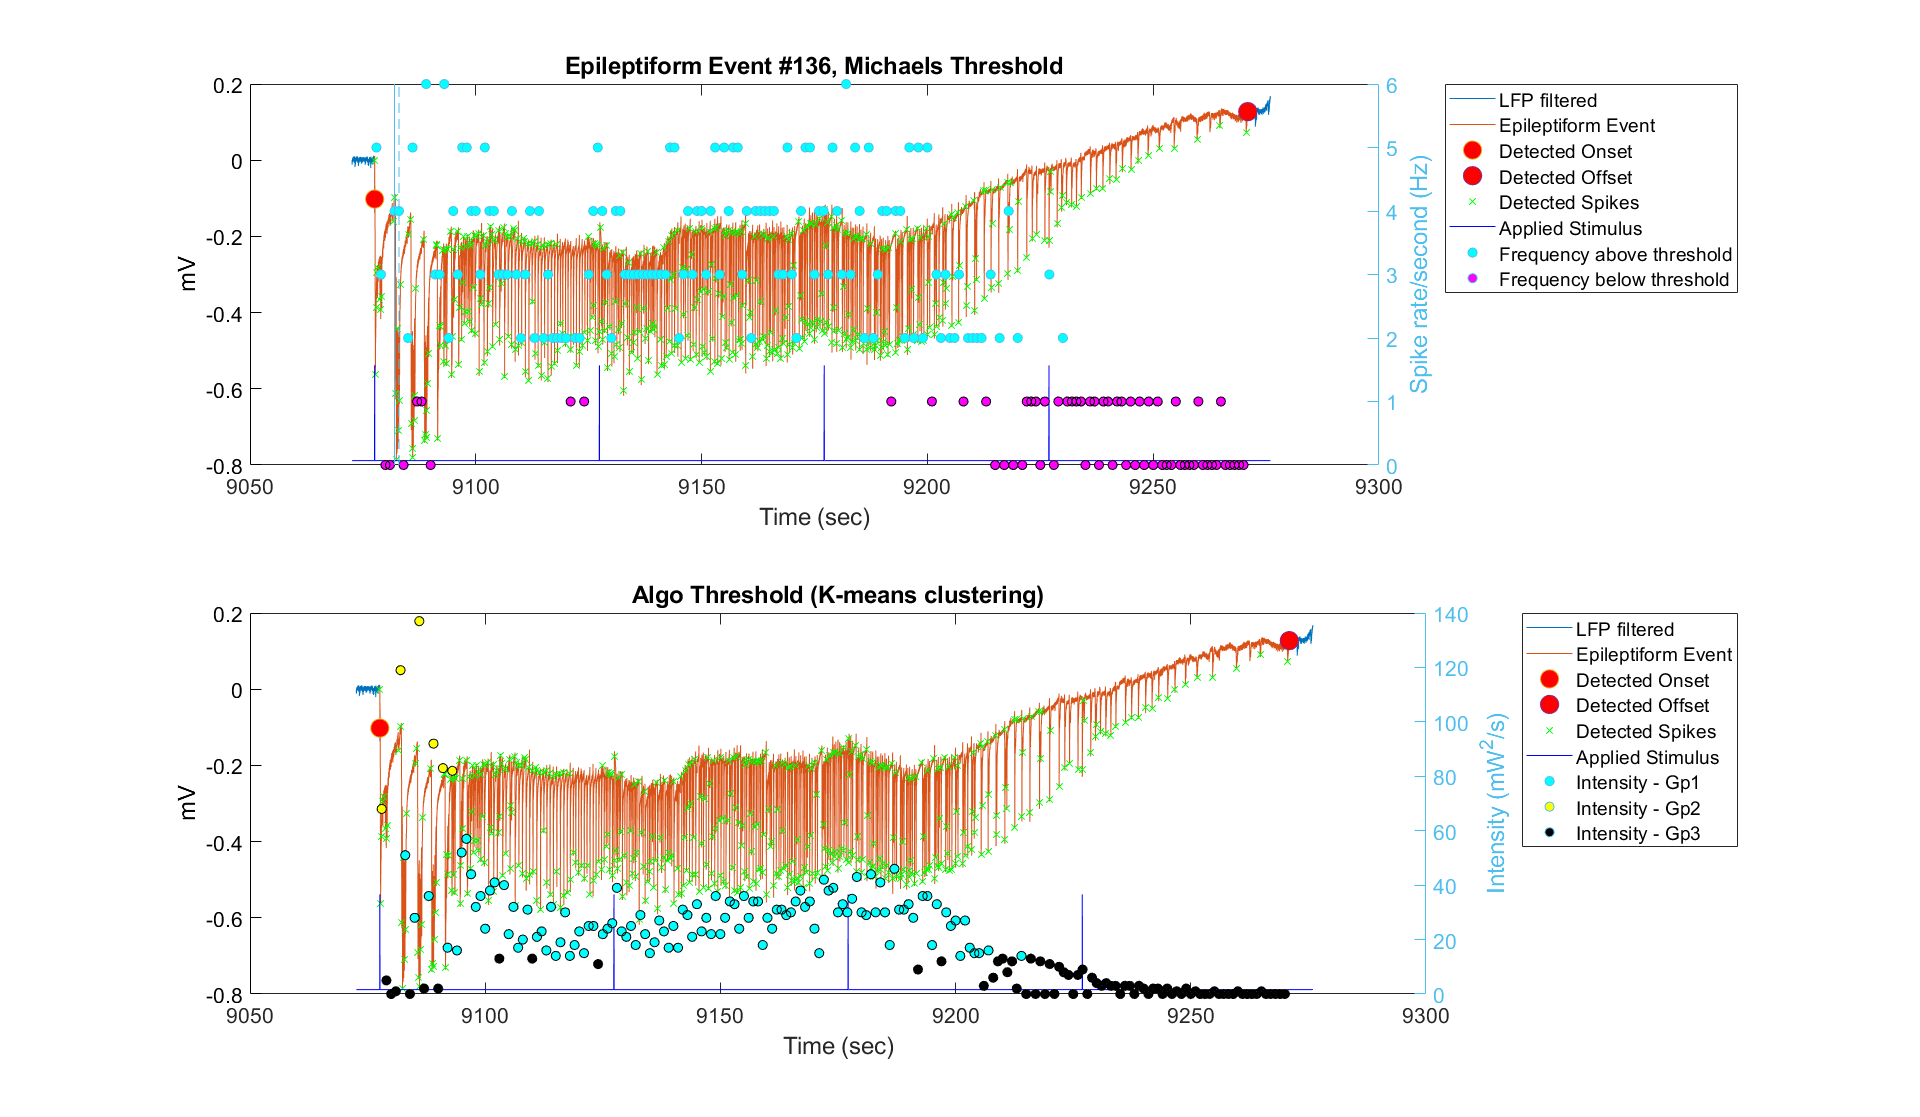 Epileptiform Event #136, Michaels Threshold
0.2
0
-0.2
-0.4
-0.6
-0.8
mV
9050
9100
9150
9200
9250
9300
Time (sec)
6
5
4
3
2
1
0
Spike rate/second (Hz)
LFP filtered
Epileptiform Event
Detected Onset
Detected Offset
Detected Spikes
Applied Stimulus
Frequency above threshold
Frequency below threshold
Algo Threshold (K-means clustering)
0.2
0
-0.2
-0.4
-0.6
-0.8
mV
9050
9100
9150
9200
9250
9300
Time (sec)
140
120
100
80
60
40
20
0
Intensity (mW²/s)
LFP filtered
Epileptiform Event
Detected Onset
Detected Offset
Detected Spikes
Applied Stimulus
Intensity - Gp1
Intensity - Gp2
Intensity - Gp3